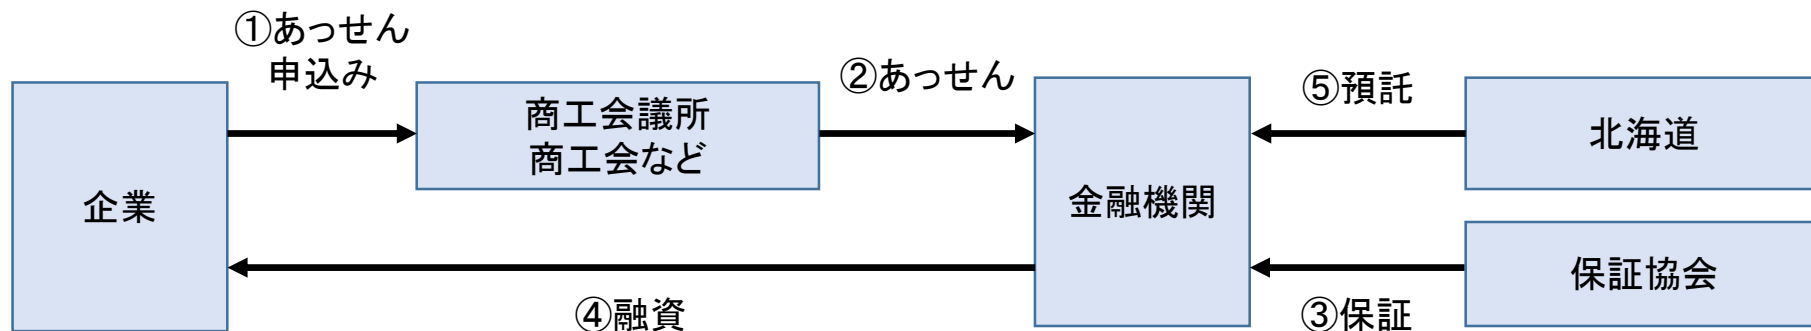 ①あっせん
申込み
②あっせん
⑤預託
商工会議所
商工会など
北海道
企業
金融機関
保証協会
④融資
③保証